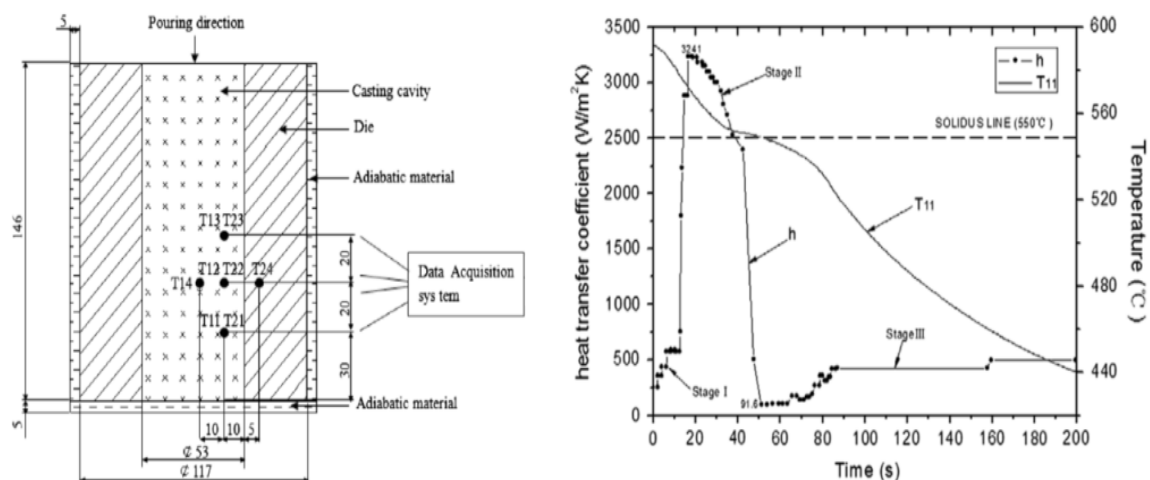 Pouring direction
5
Casting cavity
Die
Adiabatic material
146
T13 T23
T12 T22 T24
T14
T11 T21
20
20
30
Data Acquisition
sys tem
Adiabatic material
5
10 10 5
¢ 53
¢ 117
heat transfer coefficient (W/m²K)
3500
3000
2500
2000
1500
1000
500
0
3241
Stage II
h
T11
SOLIDUS LINE (550℃)
T11
h
Stage I
91.6
Stage III
600
560
520
480
440
Temperature (℃)
0 20 40 60 80 100 120 140 160 180 200
Time (s)